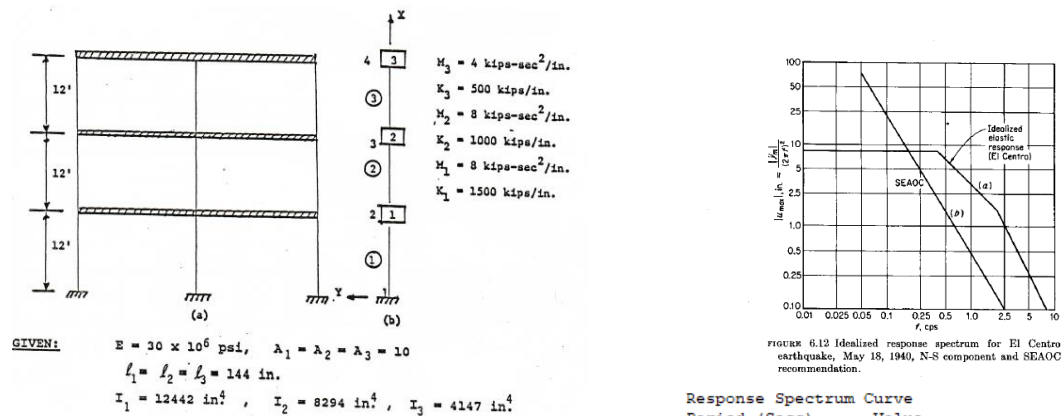 X
4 3
M₃ = 4 kips-sec²/in.
12'
③
K₃ = 500 kips/in.
M₂ = 8 kips-sec²/in.
3 2
K₂ = 1000 kips/in.
12'
②
M₁ = 8 kips-sec²/in.
K₁ = 1500 kips/in.
2 1
12'
①
1
Y
(a)
(b)
GIVEN: E = 30 x 10⁶ psi, A₁ = A₂ = A₃ = 10
ℓ₁ = ℓ₂ = ℓ₃ = 144 in.
I₁ = 12442 in⁴. , I₂ = 8294 in⁴. , I₃ = 4147 in⁴.
100
50
25
10
5
2.5
1.0
0.5
0.25
0.10
|u max|, in. = |ÿ|/(2πf)²
Idealized
elastic
response
(El Centro)
SEAOC
(a)
(b)
0.01 0.025 0.05 0.1 0.25 0.5 1.0 2.5 5 10
f, cps
FIGURE 6.12 Idealized response spectrum for El Centro
earthquake, May 18, 1940, N-S component and SEAOC
recommendation.
Response Spectrum Curve
Period (Secs) Value